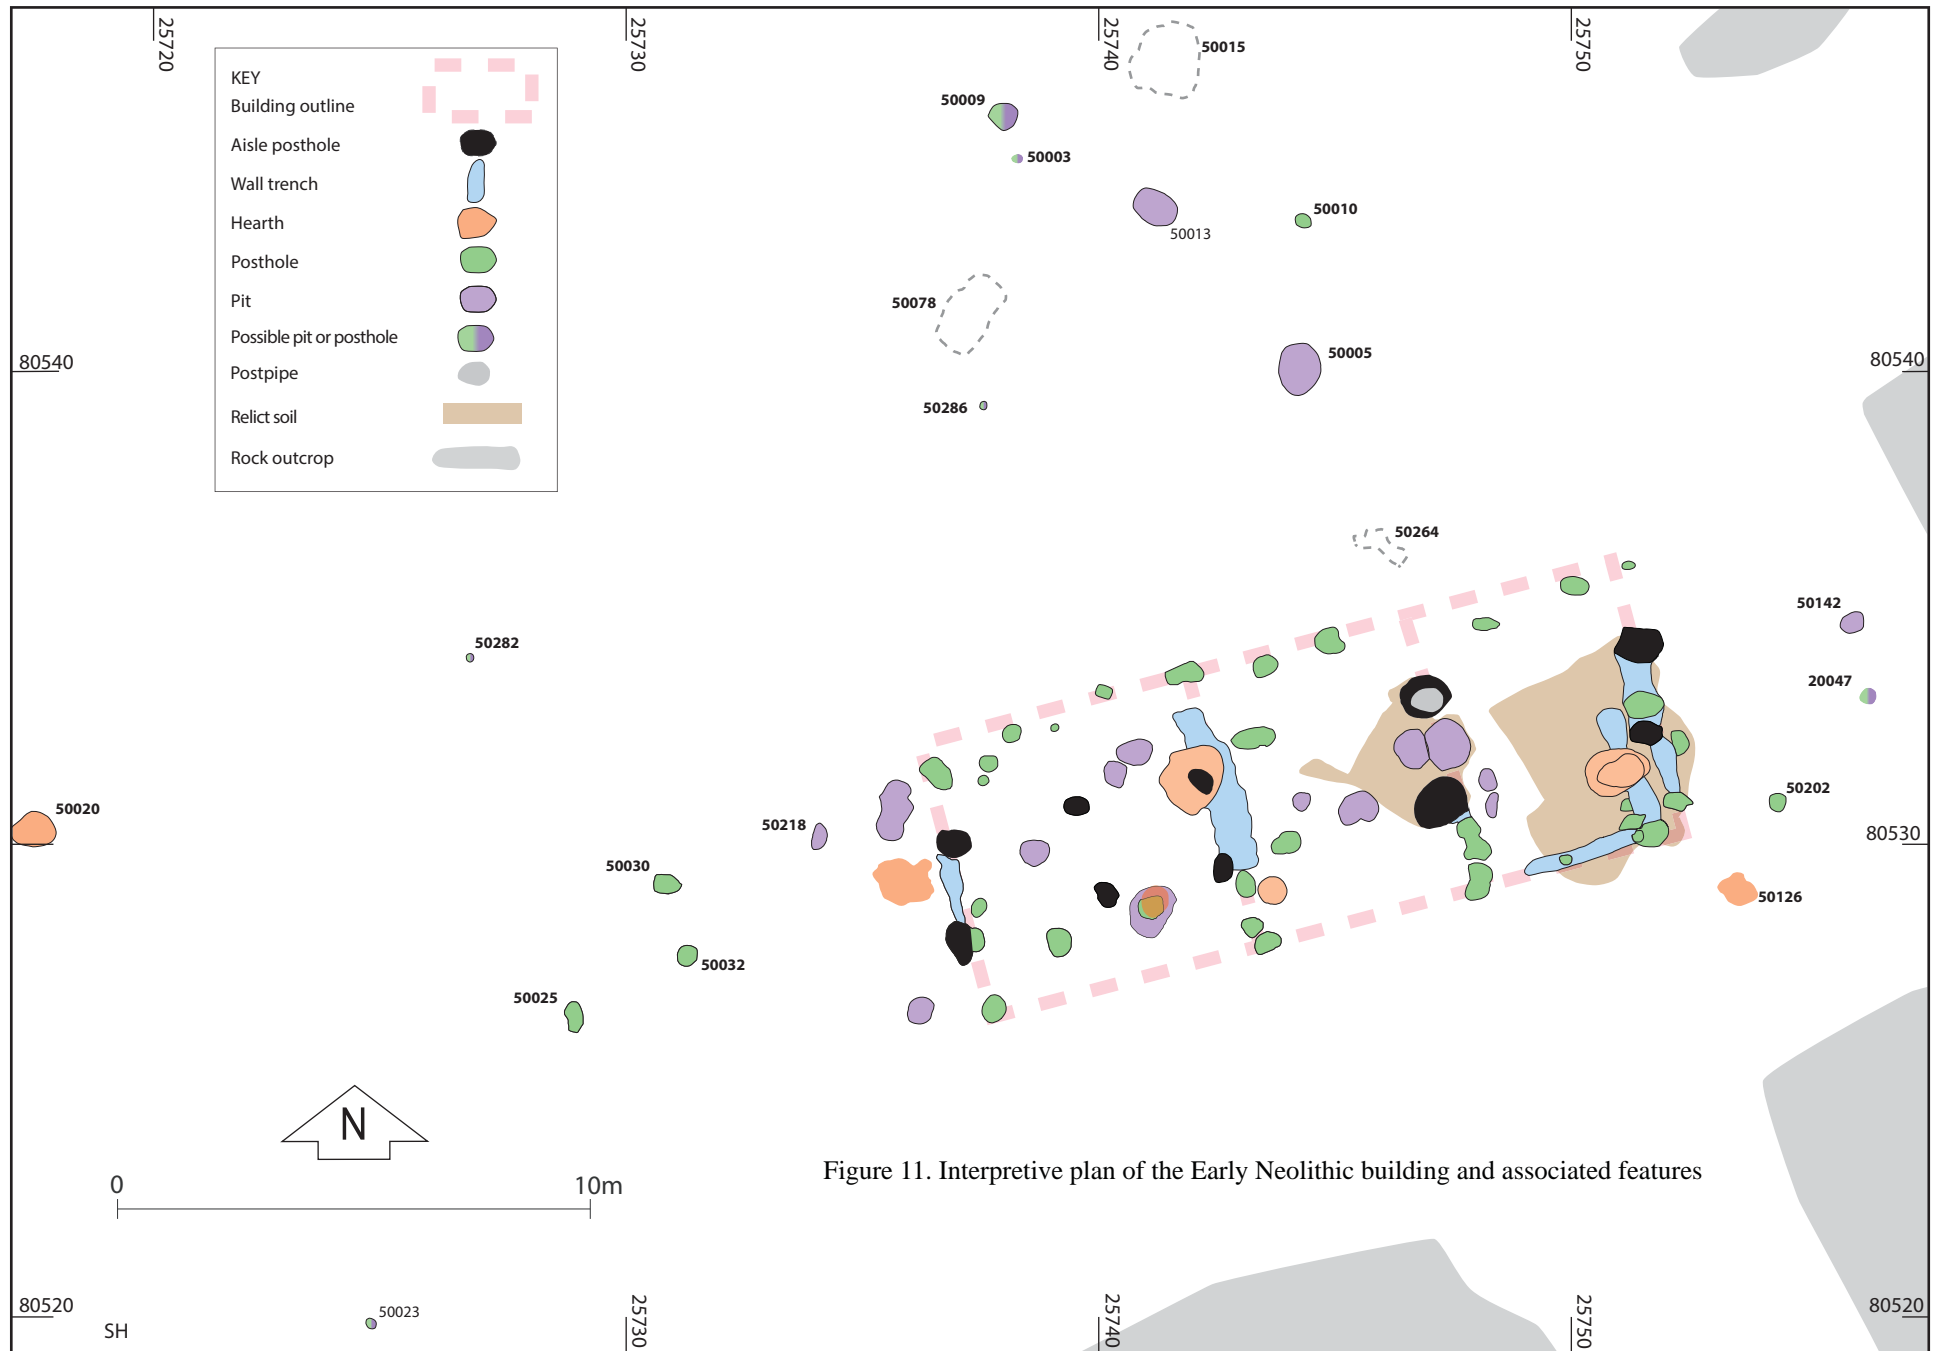 25720
25730
25740
25750
50015
KEY
Building outline
Aisle posthole
Wall trench
Hearth
Posthole
Pit
Possible pit or posthole
Postpipe
Relict soil
Rock outcrop
50009
50003
50013
50010
50078
50005
80540
80540
50286
50264
50282
50142
20047
50202
50020
50218
50030
50126
50032
50025
N
Figure 11. Interpretive plan of the Early Neolithic building and associated features
0 10m
80520
SH
50023
25730
25740
25750
80520
80530